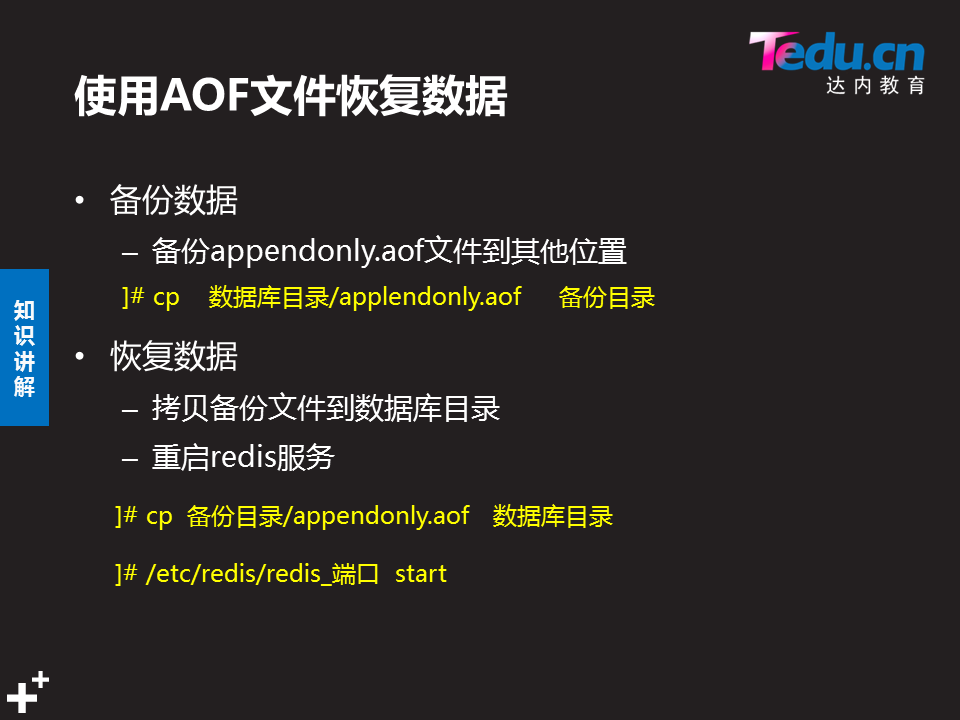 Tedu.cn
达内教育
使用AOF文件恢复数据
• 备份数据
– 备份appendonly.aof文件到其他位置
]# cp 数据库目录/applendonly.aof 备份目录
知识讲解
• 恢复数据
– 拷贝备份文件到数据库目录
– 重启redis服务
]# cp 备份目录/appendonly.aof 数据库目录
]# /etc/redis/redis_端口 start